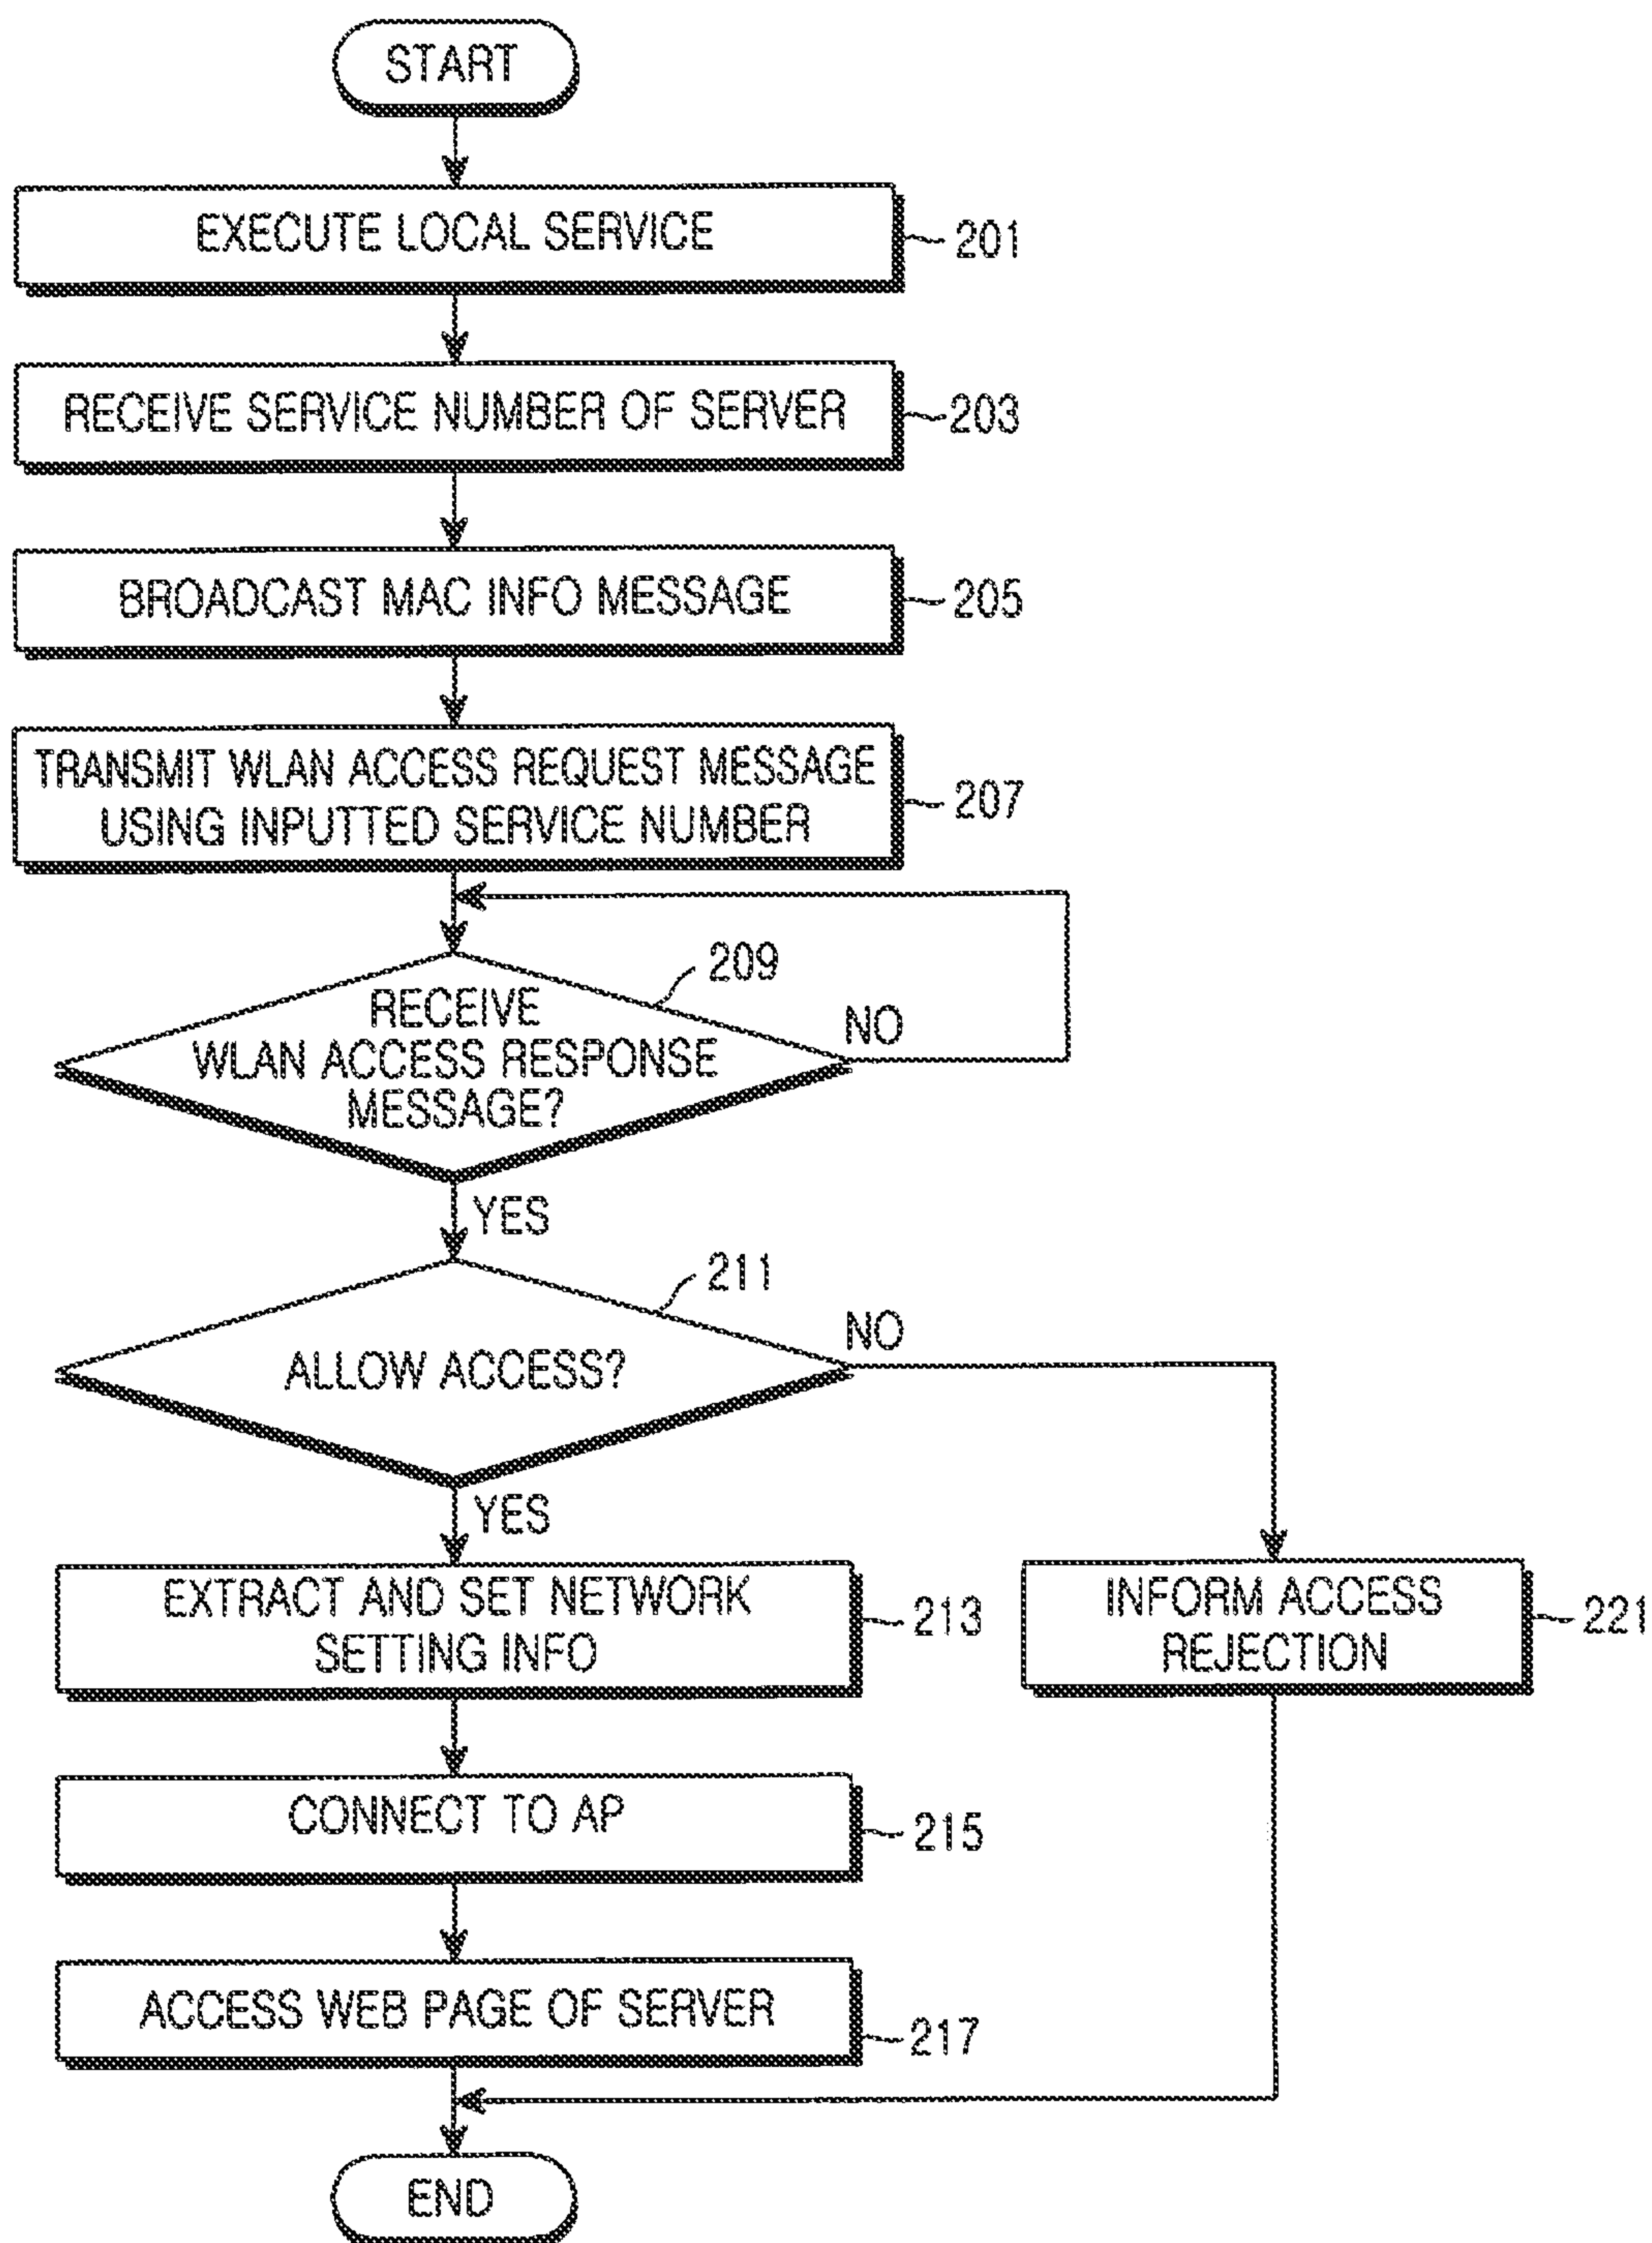 START
EXECUTE LOCAL SERVICE
201
RECEIVE SERVICE NUMBER OF SERVER
203
BROADCAST MAC INFO MESSAGE
205
TRANSMIT WLAN ACCESS REQUEST MESSAGE
USING INPUTTED SERVICE NUMBER
207
209
RECEIVE
WLAN ACCESS RESPONSE
MESSAGE?
NO
YES
211
ALLOW ACCESS?
NO
YES
EXTRACT AND SET NETWORK
SETTING INFO
213
INFORM ACCESS
REJECTION
221
CONNECT TO AP
215
ACCESS WEB PAGE OF SERVER
217
END